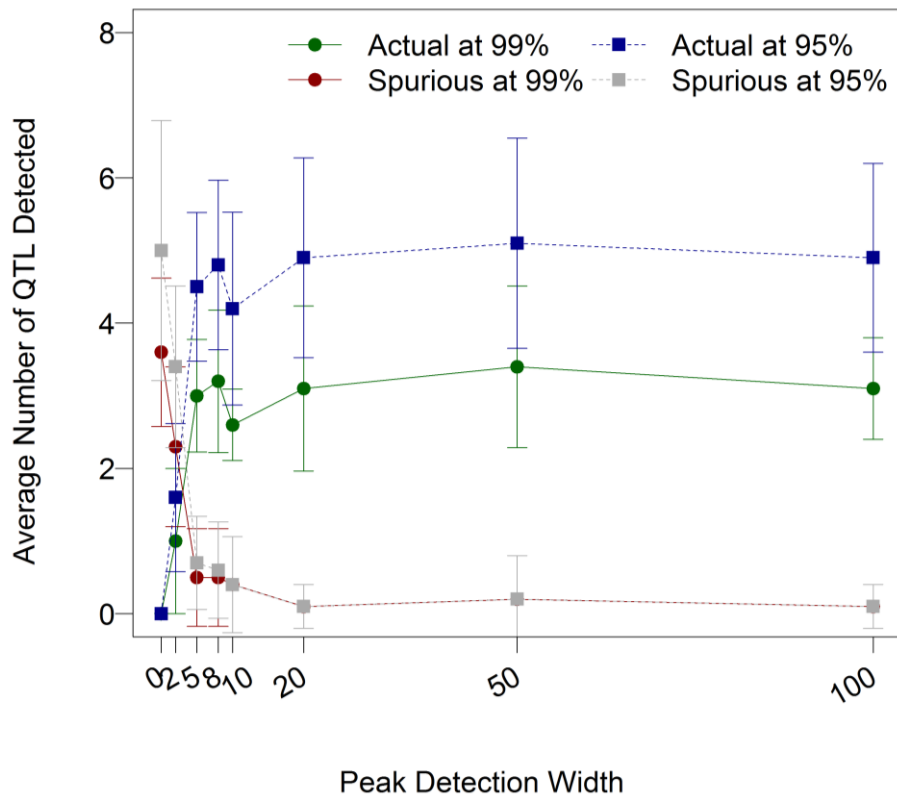 Actual at 99%
Actual at 95%
Spurious at 99%
Spurious at 95%
Average Number of QTL Detected
8
6
4
2
0
0 2 5 8 10 20 50 100
Peak Detection Width